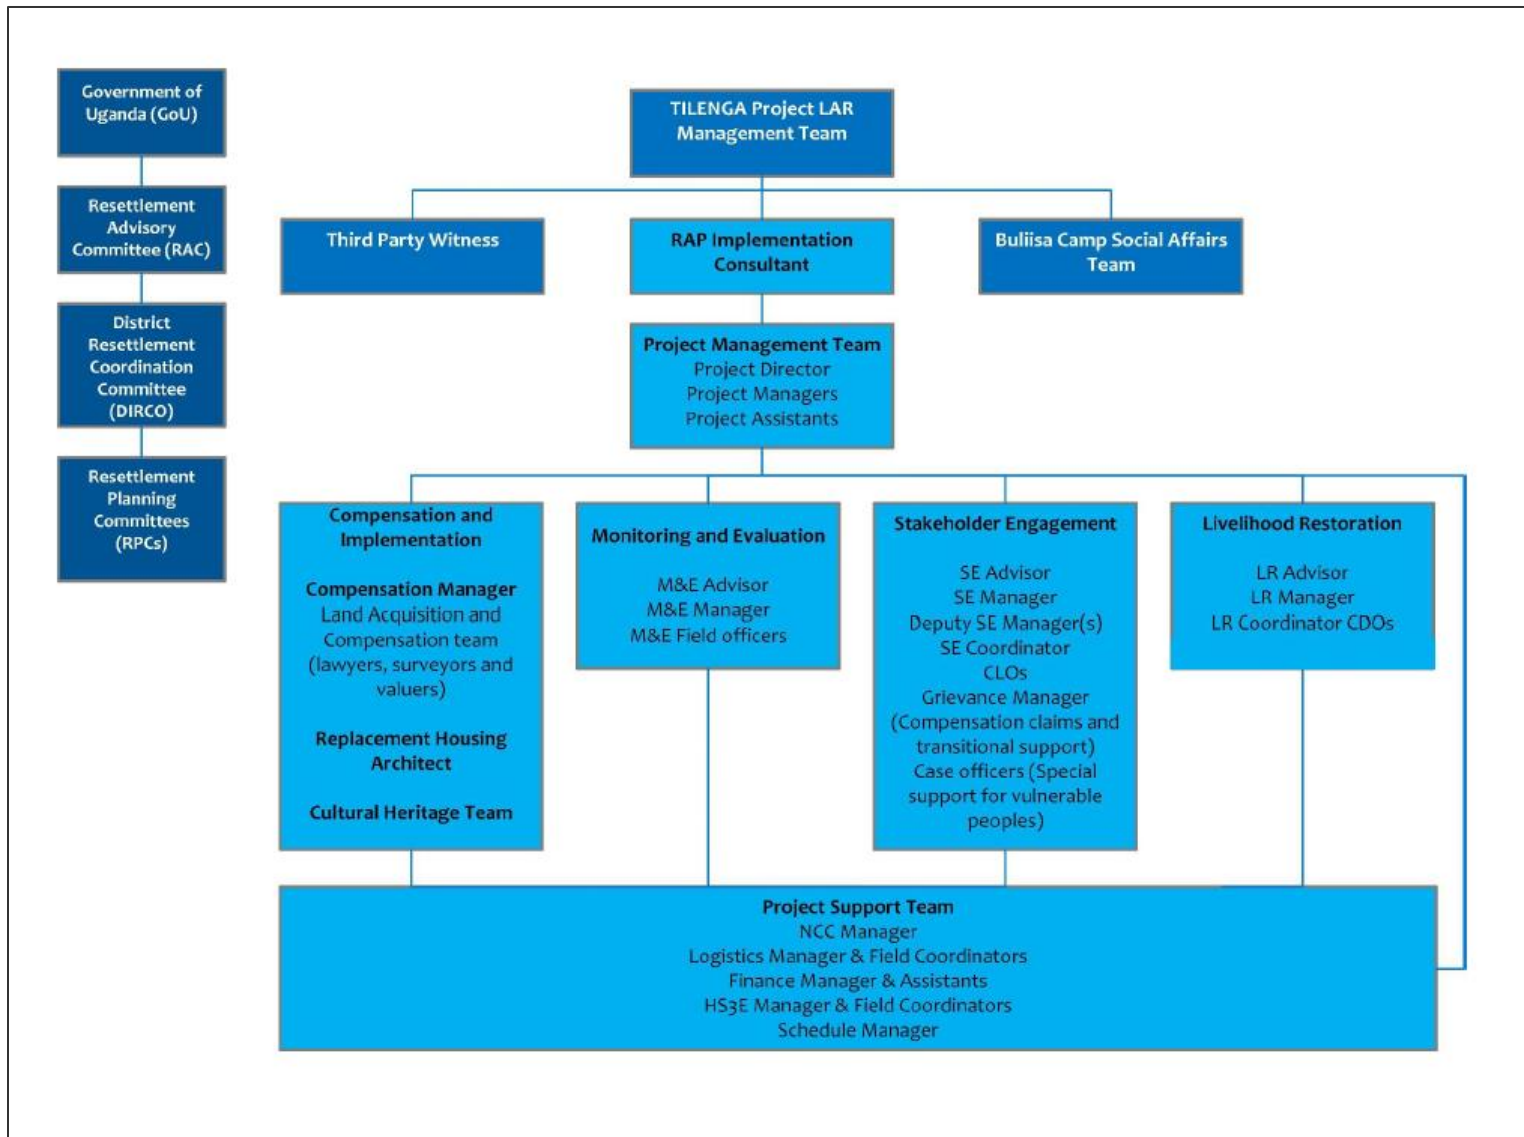 Government of
Uganda (GoU)
Resettlement
Advisory
Committee (RAC)
District
Resettlement
Coordination
Committee
(DIRCO)
Resettlement
Planning
Committees
(RPCs)
TILENGA Project LAR
Management Team
Third Party Witness
RAP Implementation
Consultant
Buliisa Camp Social Affairs
Team
Project Management Team
Project Director
Project Managers
Project Assistants
Compensation and
Implementation
Compensation Manager
Land Acquisition and
Compensation team
(lawyers, surveyors and
valuers)
Replacement Housing
Architect
Cultural Heritage Team
Monitoring and Evaluation
M&E Advisor
M&E Manager
M&E Field officers
Stakeholder Engagement
SE Advisor
SE Manager
Deputy SE Manager(s)
SE Coordinator
CLOs
Grievance Manager
(Compensation claims and
transitional support)
Case officers (Special
support for vulnerable
peoples)
Livelihood Restoration
LR Advisor
LR Manager
LR Coordinator CDOs
Project Support Team
NCC Manager
Logistics Manager & Field Coordinators
Finance Manager & Assistants
HS3E Manager & Field Coordinators
Schedule Manager